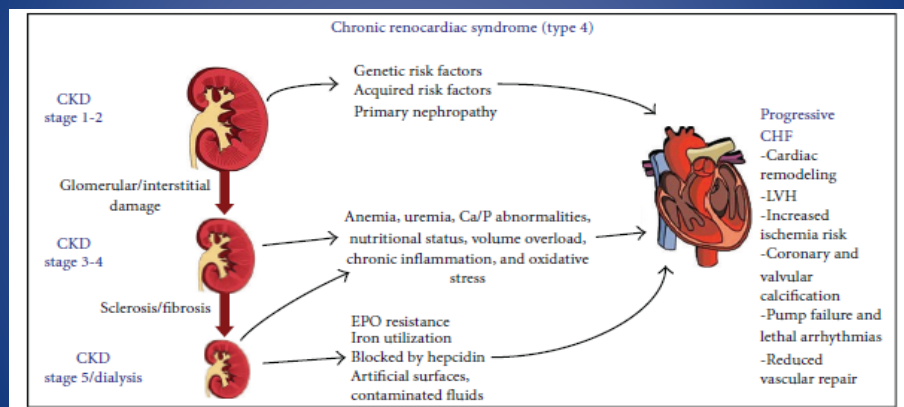 Chronic renocardiac syndrome (type 4)
CKD
stage 1-2
Genetic risk factors
Acquired risk factors
Primary nephropathy
Glomerular/interstitial
damage
CKD
stage 3-4
Anemia, uremia, Ca/P abnormalities,
nutritional status, volume overload,
chronic inflammation, and oxidative
stress
Sclerosis/fibrosis
CKD
stage 5/dialysis
EPO resistance
Iron utilization
Blocked by hepcidin
Artificial surfaces,
contaminated fluids
Progressive
CHF
-Cardiac
remodeling
-LVH
-Increased
ischemia risk
-Coronary and
valvular
calcification
-Pump failure and
lethal arrhythmias
-Reduced
vascular repair